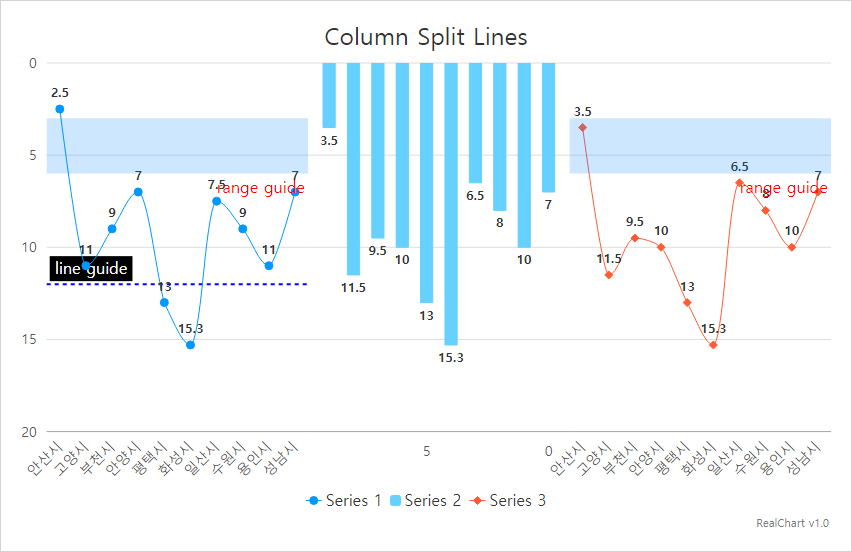 Column Split Lines
0
5
10
15
20
2.5
11
9
7
13
15.3
7.5
9
11
7
range guide
line guide
3.5
11.5
9.5
10
13
15.3
6.5
8
10
7
3.5
11.5
9.5
10
13
15.3
6.5
8
10
7
range guide
안산시
고양시
부천시
안양시
평택시
화성시
일산시
수원시
용인시
성남시
5
0
안산시
고양시
부천시
안양시
평택시
화성시
일산시
수원시
용인시
성남시
Series 1 Series 2 Series 3
RealChart v1.0